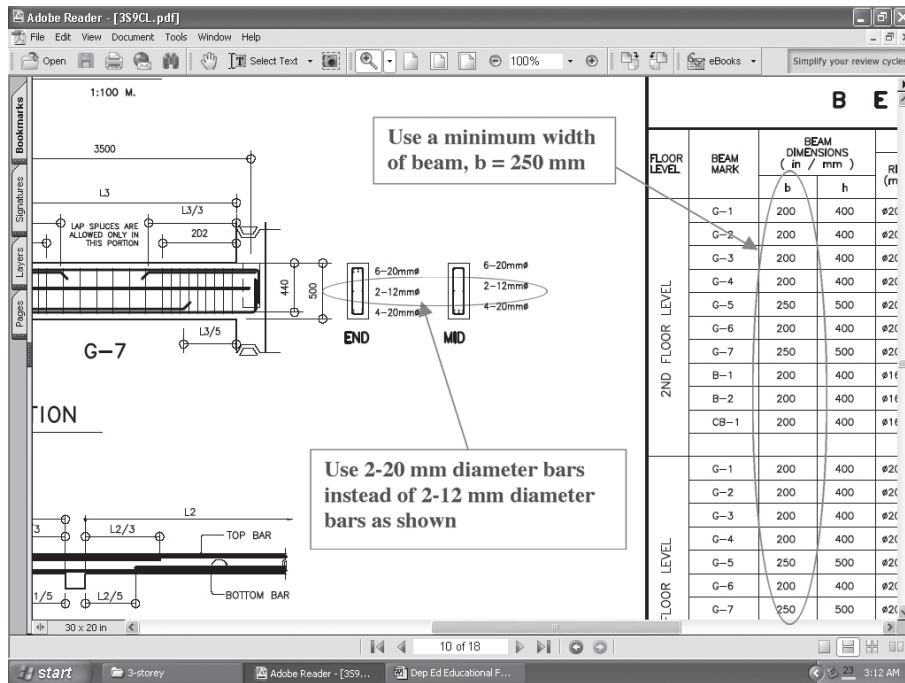 Adobe Reader - [3S9CL.pdf]
File Edit View Document Tools Window Help
Open Select Text 100% eBooks Simplify your review cycles
Bookmarks
Signatures
Layers
Pages
1:100 M.
3500
L3
L3/3
LAP SPLICES ARE
ALLOWED ONLY IN
THIS PORTION
2D2
440
500
L3/5
G-7
6-20mmø
2-12mmø
4-20mmø
END
6-20mmø
2-12mmø
4-20mmø
MID
TION
Use a minimum width
of beam, b = 250 mm
Use 2-20 mm diameter bars
instead of 2-12 mm diameter
bars as shown
/3 L2/3 L2
TOP BAR
BOTTOM BAR
1/5 L2/5
B E
FLOOR
LEVEL
BEAM
MARK
BEAM
DIMENSIONS
( in / mm )
b h
2ND FLOOR LEVEL
G-1 200 400 ø20
G-2 200 400 ø20
G-3 200 400 ø20
G-4 200 400 ø20
G-5 250 500 ø20
G-6 200 400 ø20
G-7 250 500 ø20
B-1 200 400 ø16
B-2 200 400 ø16
CB-1 200 400 ø16
FLOOR LEVEL
G-1 200 400 ø20
G-2 200 400 ø20
G-3 200 400 ø20
G-4 200 400 ø20
G-5 250 500 ø20
G-6 200 400 ø20
G-7 250 500 ø20
30 x 20 in
10 of 18
start 3-storey Adobe Reader - [3S9... Dep Ed Educational F... 23 3:12 AM